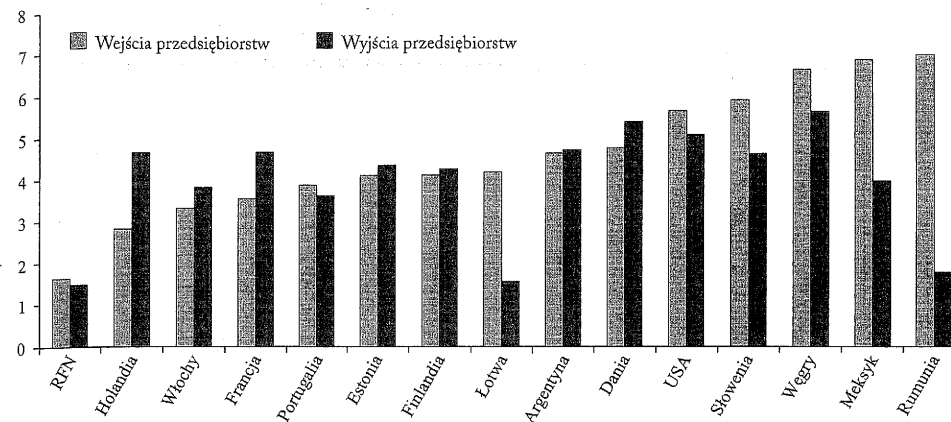 8
Wejścia przedsiębiorstw
Wyjścia przedsiębiorstw
7
6
5
4
3
2
1
0
RFN
Holandia
Włochy
Francja
Portugalia
Estonia
Finlandia
Łotwa
Argentyna
Dania
USA
Słowenia
Węgry
Meksyk
Rumunia